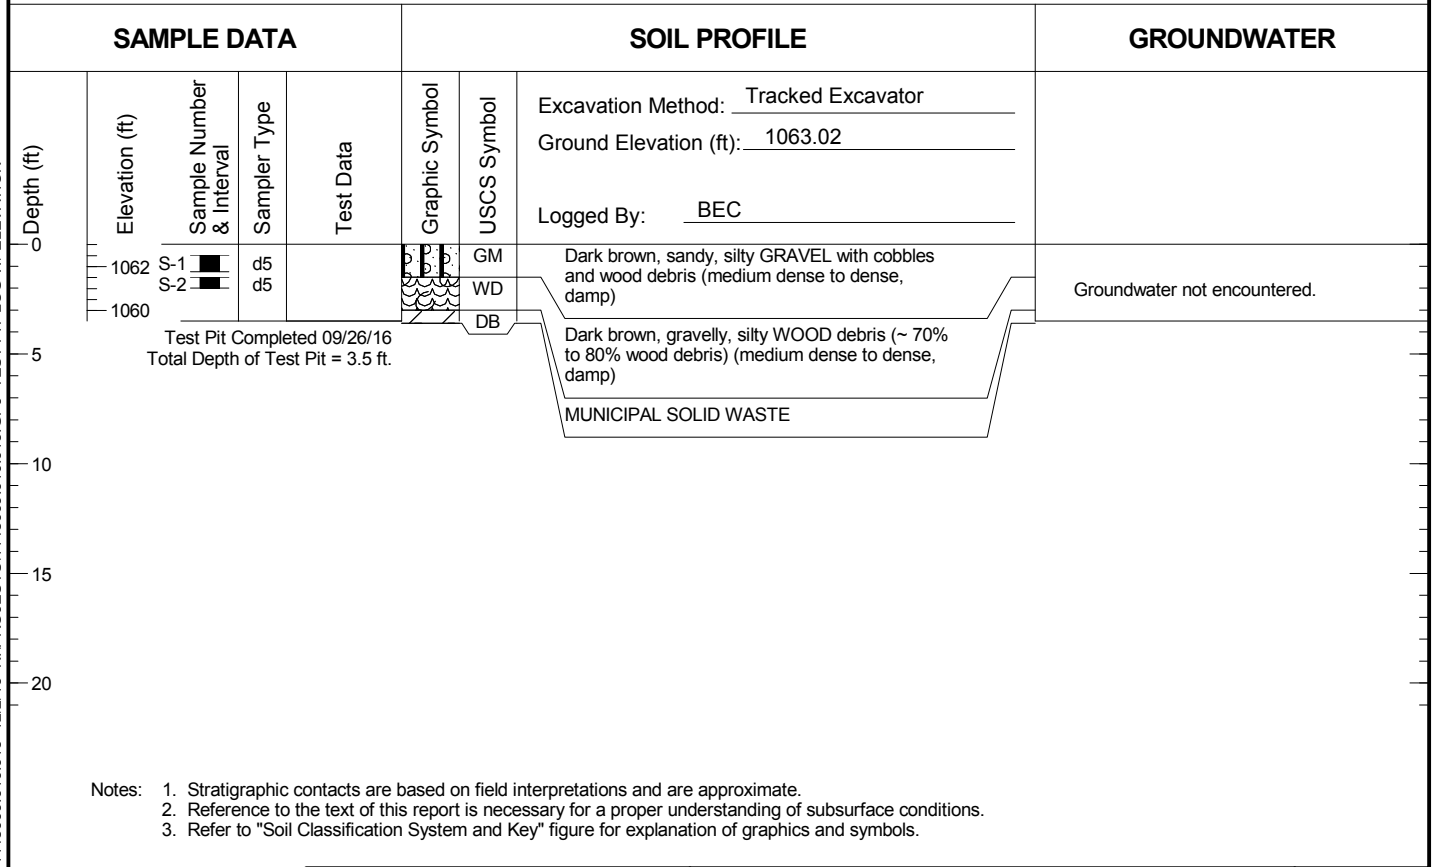 SAMPLE DATA
SOIL PROFILE
GROUNDWATER
Depth (ft)
Elevation (ft)
Sample Number
& Interval
Sampler Type
Test Data
Graphic Symbol
USCS Symbol
Excavation Method: Tracked Excavator
Ground Elevation (ft): 1063.02
Logged By: BEC
0
1062 S-1 d5
S-2 d5
1060
GM
WD
DB
Dark brown, sandy, silty GRAVEL with cobbles
and wood debris (medium dense to dense,
damp)
Dark brown, gravelly, silty WOOD debris (~ 70%
to 80% wood debris) (medium dense to dense,
damp)
MUNICIPAL SOLID WASTE
Groundwater not encountered.
Test Pit Completed 09/26/16
Total Depth of Test Pit = 3.5 ft.
5
10
15
20
Notes: 1. Stratigraphic contacts are based on field interpretations and are approximate.
2. Reference to the text of this report is necessary for a proper understanding of subsurface conditions.
3. Refer to "Soil Classification System and Key" figure for explanation of graphics and symbols.